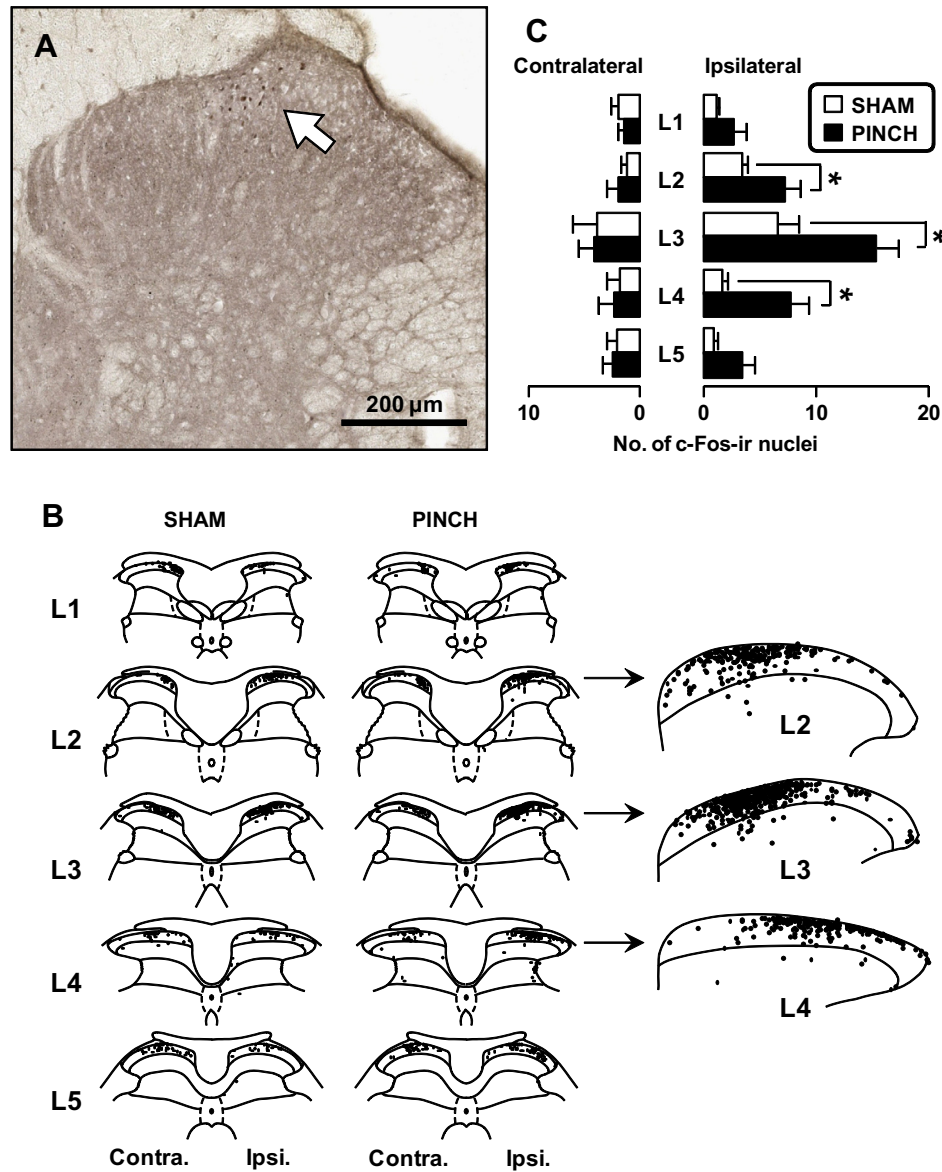 A
200 µm
C
Contralateral Ipsilateral
SHAM
PINCH
L1
L2
*
L3
*
L4
*
L5
10 0 0 10 20
No. of c-Fos-ir nuclei
B
SHAM PINCH
L1
L2
L2
L3
L3
L4
L4
L5
Contra. Ipsi. Contra. Ipsi.